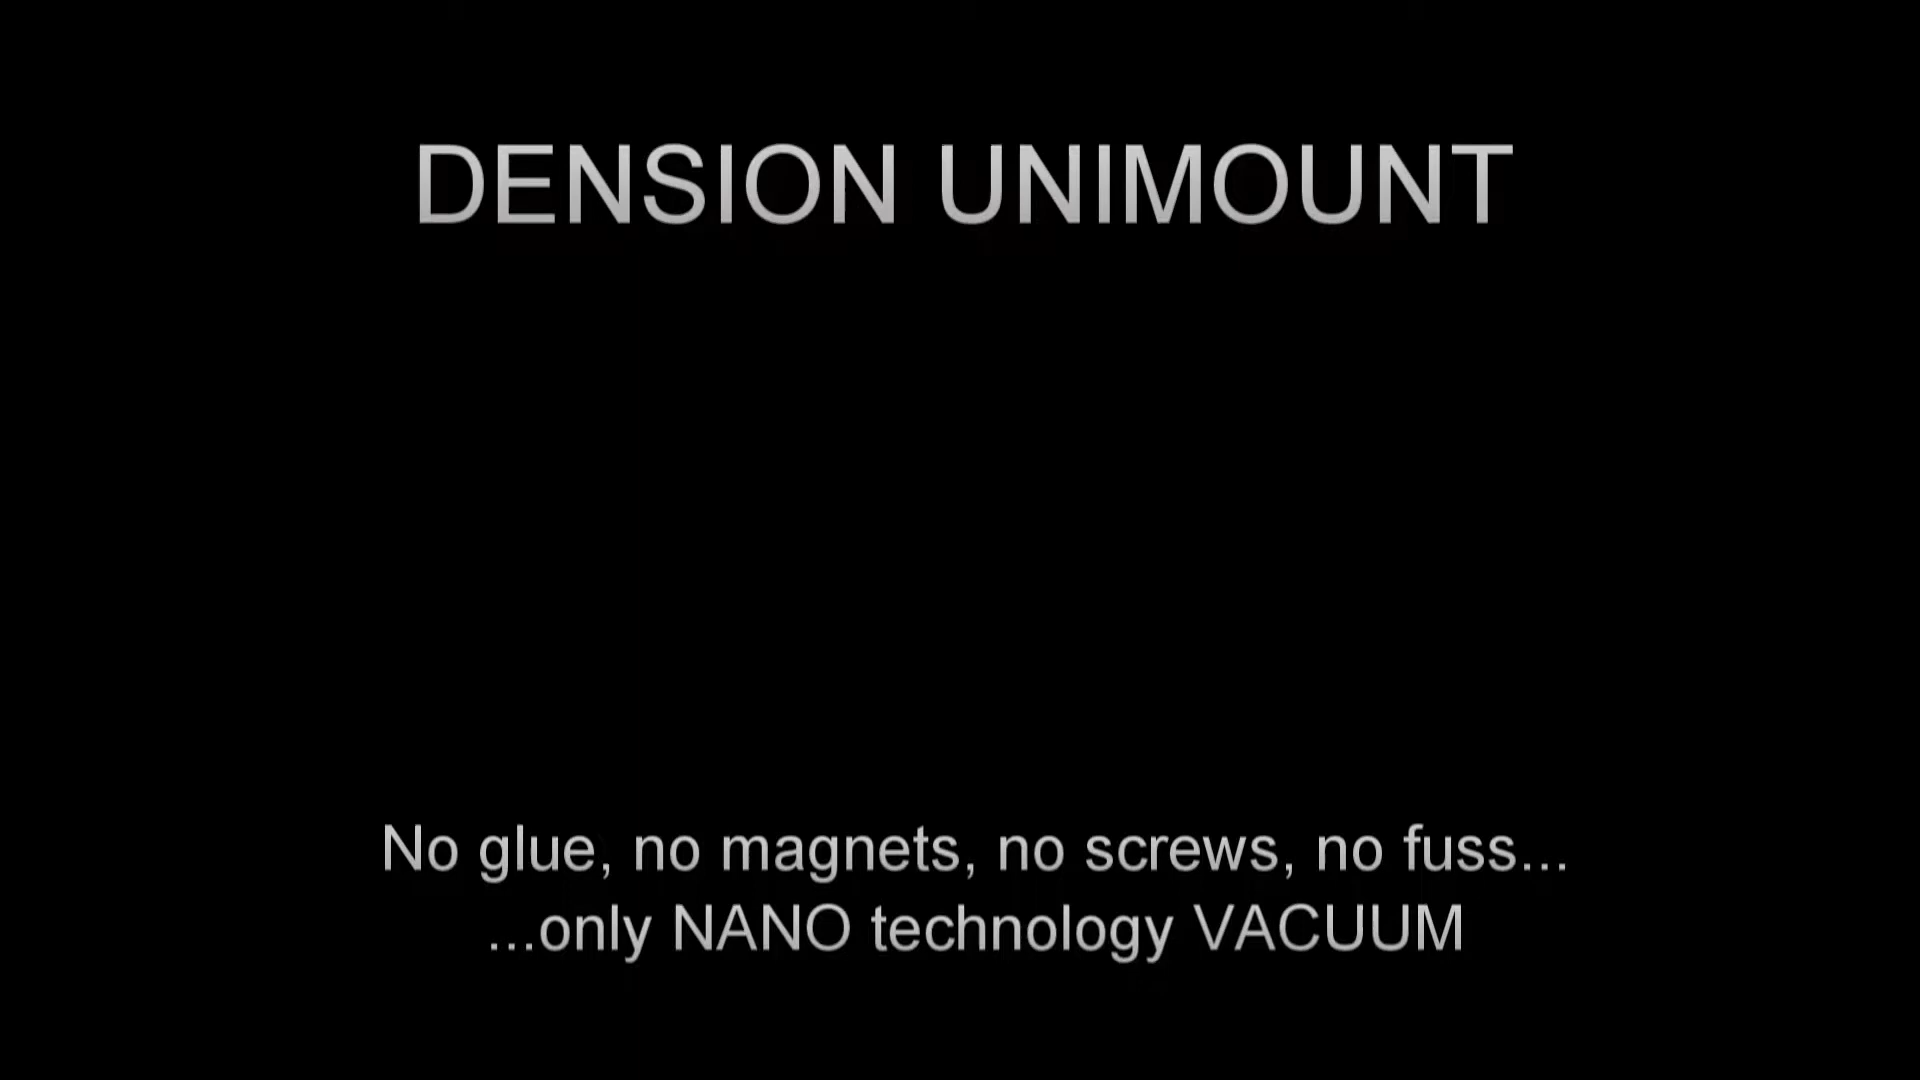 DENSION UNIMOUNT
No glue, no magnets, no screws, no fuss...
...only NANO technology VACUUM